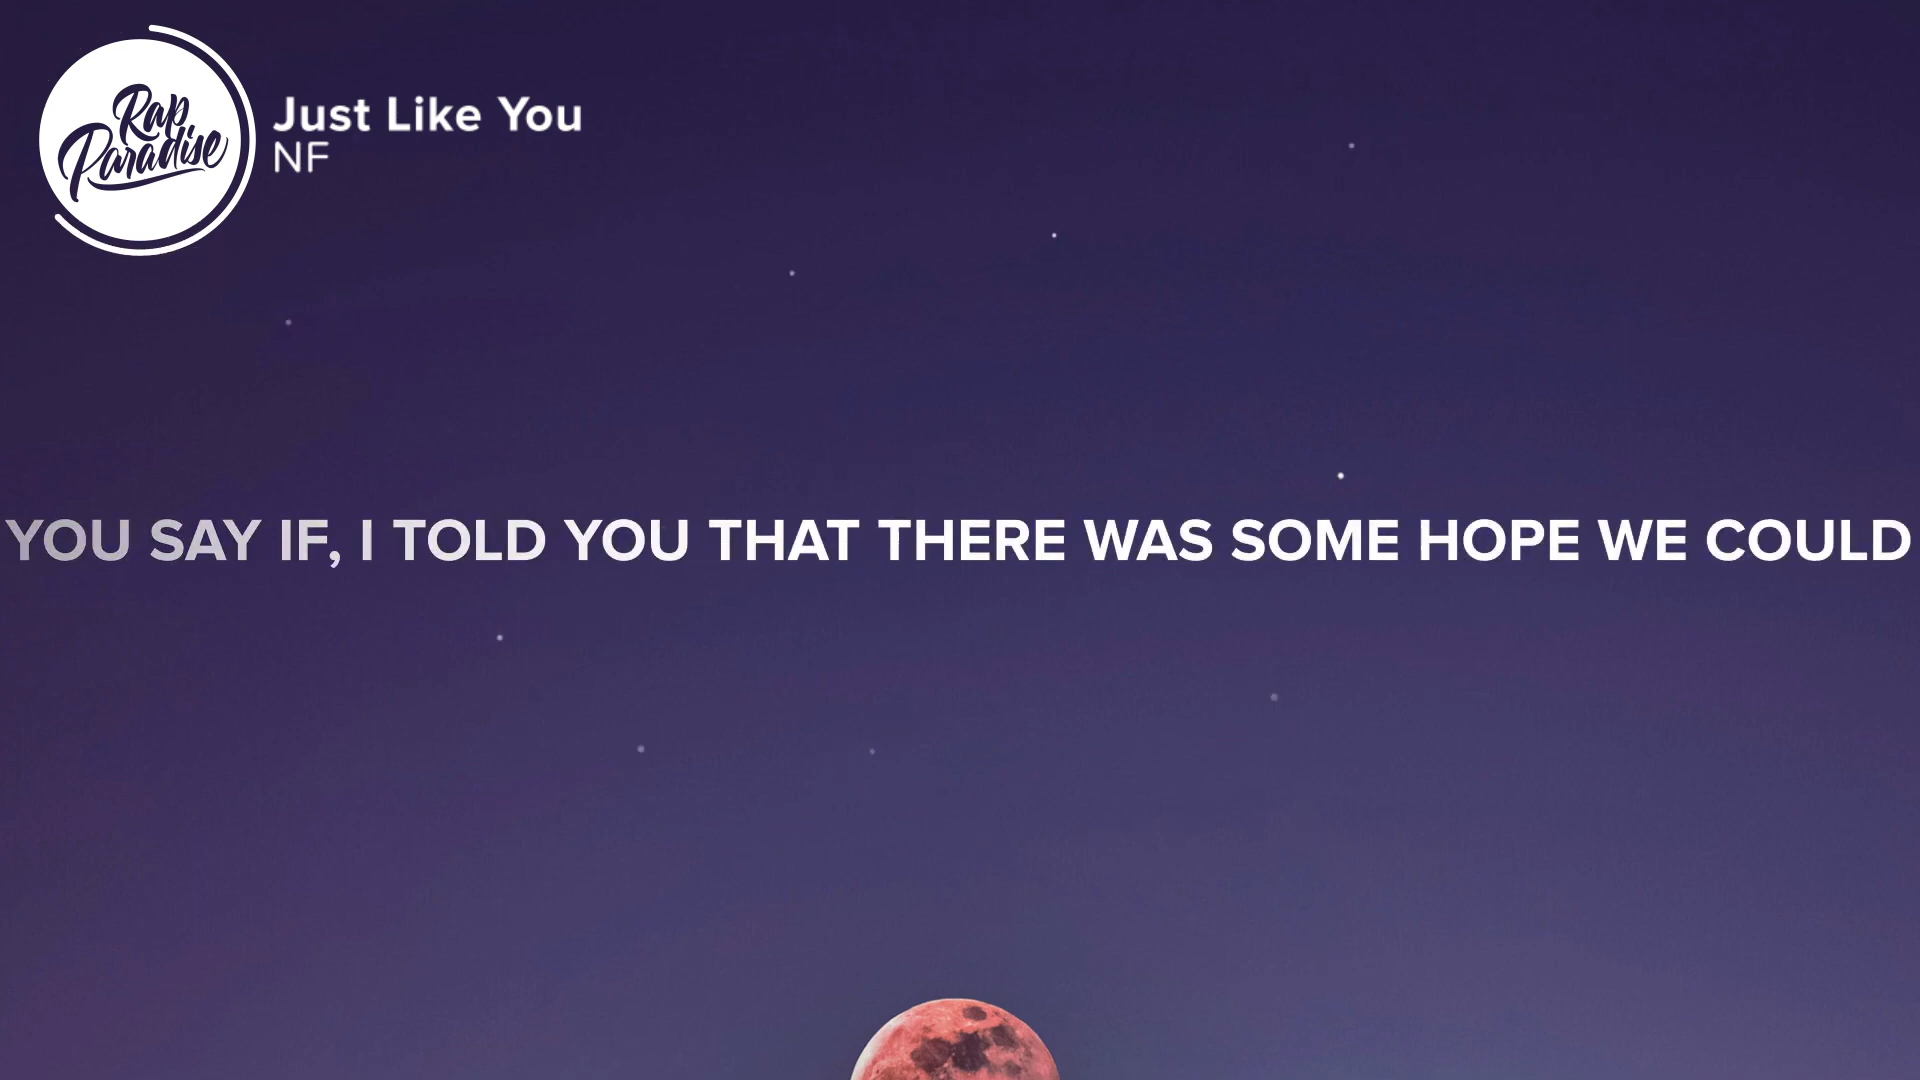 Rap
Paradise
Just Like You
NF
YOU SAY IF, I TOLD YOU THAT THERE WAS SOME HOPE WE COULD